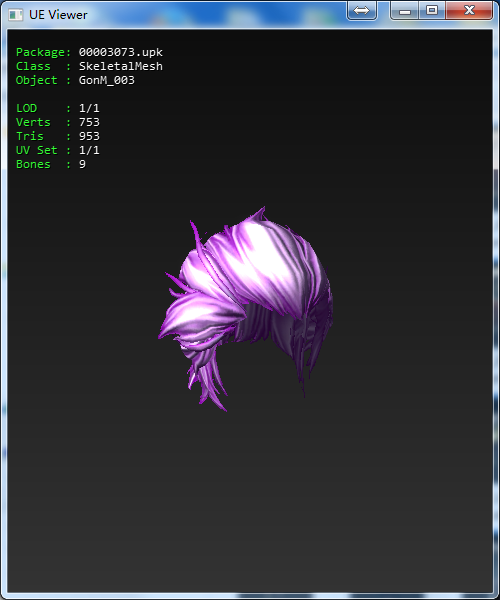 UE Viewer
Package: 00003073.upk
Class : SkeletalMesh
Object : GonM_003
LOD : 1/1
Verts : 753
Tris : 953
UV Set : 1/1
Bones : 9